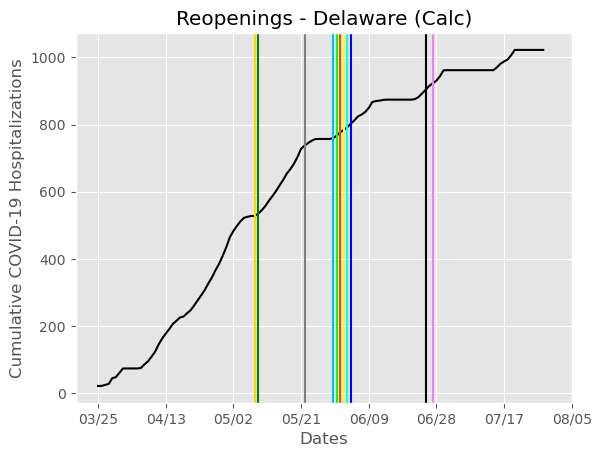 Reopenings - Delaware (Calc)
Cumulative COVID-19 Hospitalizations
1000
800
600
400
200
0
03/25 04/13 05/02 05/21 06/09 06/28 07/17 08/05
Dates